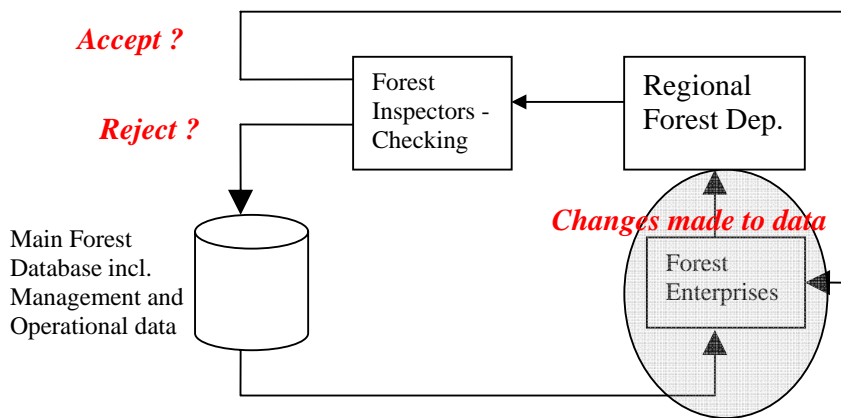 Accept ?
Forest
Inspectors -
Checking
Regional
Forest Dep.
Reject ?
Changes made to data
Main Forest
Database incl.
Management and
Operational data
Forest
Enterprises